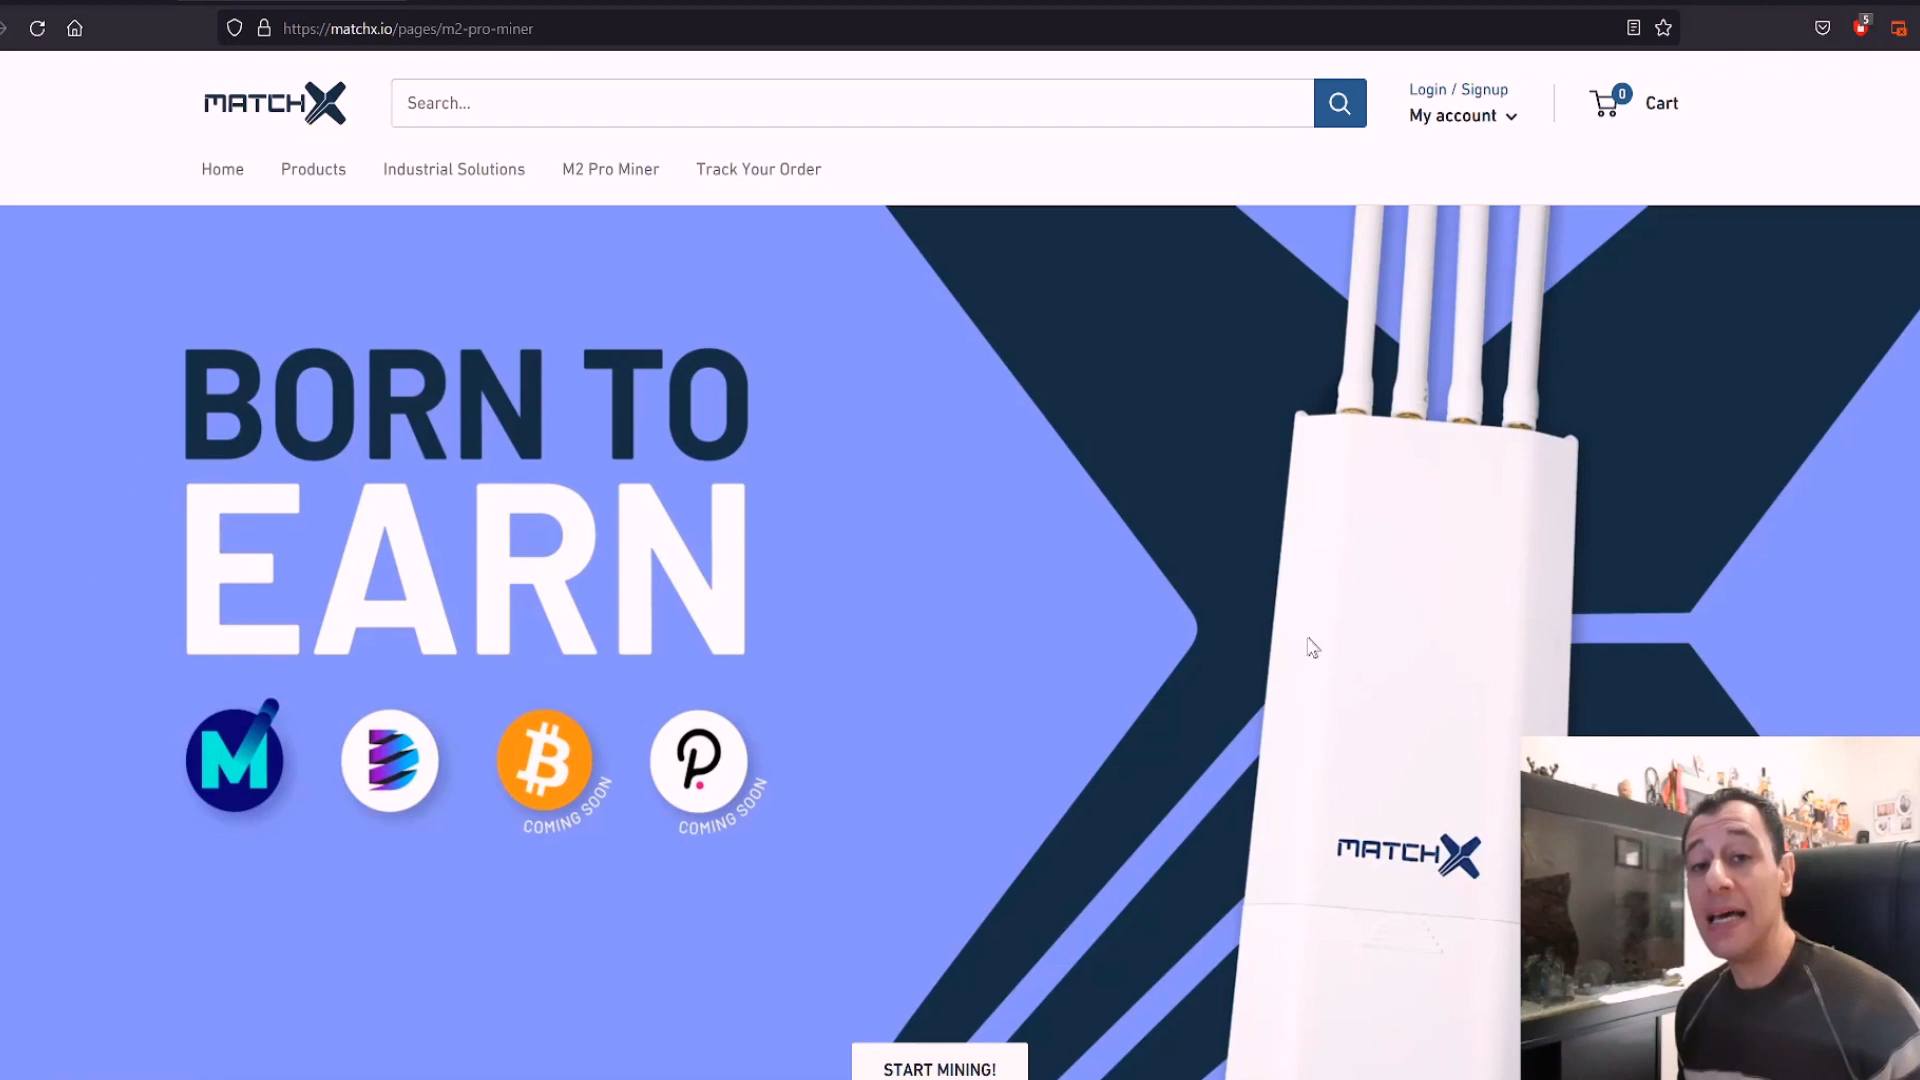 https://matchx.io/pages/m2-pro-miner
5
MATCHX
Search...
Login / Signup
My account
0
Cart
Home
Products
Industrial Solutions
M2 Pro Miner
Track Your Order
BORN TO
EARN
COMING SOON
COMING SOON
MATCHX
START MINING!